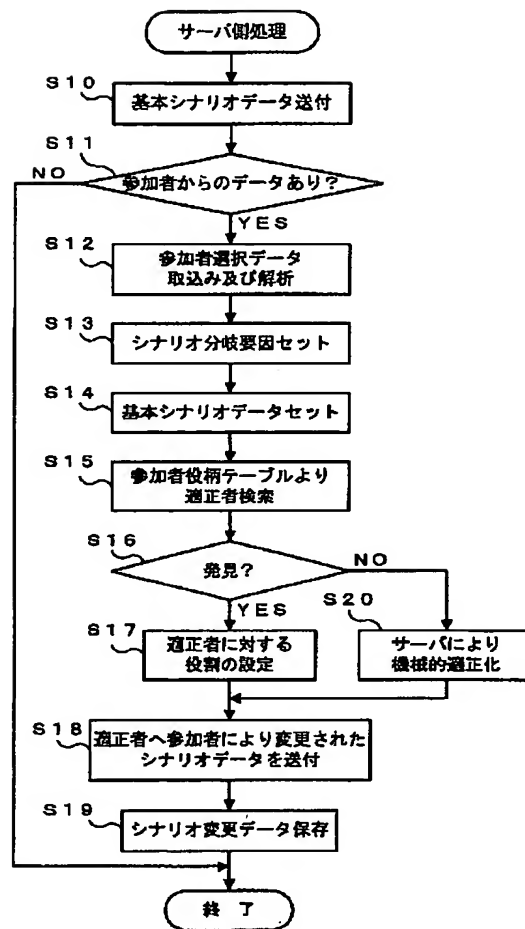 サーバ側処理
S10
基本シナリオデータ送付
S11
NO
参加者からのデータあり?
YES
S12
参加者選択データ
取込み及び解析
S13
シナリオ分岐要因セット
S14
基本シナリオデータセット
S15
参加者役柄テーブルより
適正者検索
S16
発見?
NO
YES
S17
適正者に対する
役割の設定
S20
サーバにより
機械的適正化
S18
適正者へ参加者により変更された
シナリオデータを送付
S19
シナリオ変更データ保存
終 了